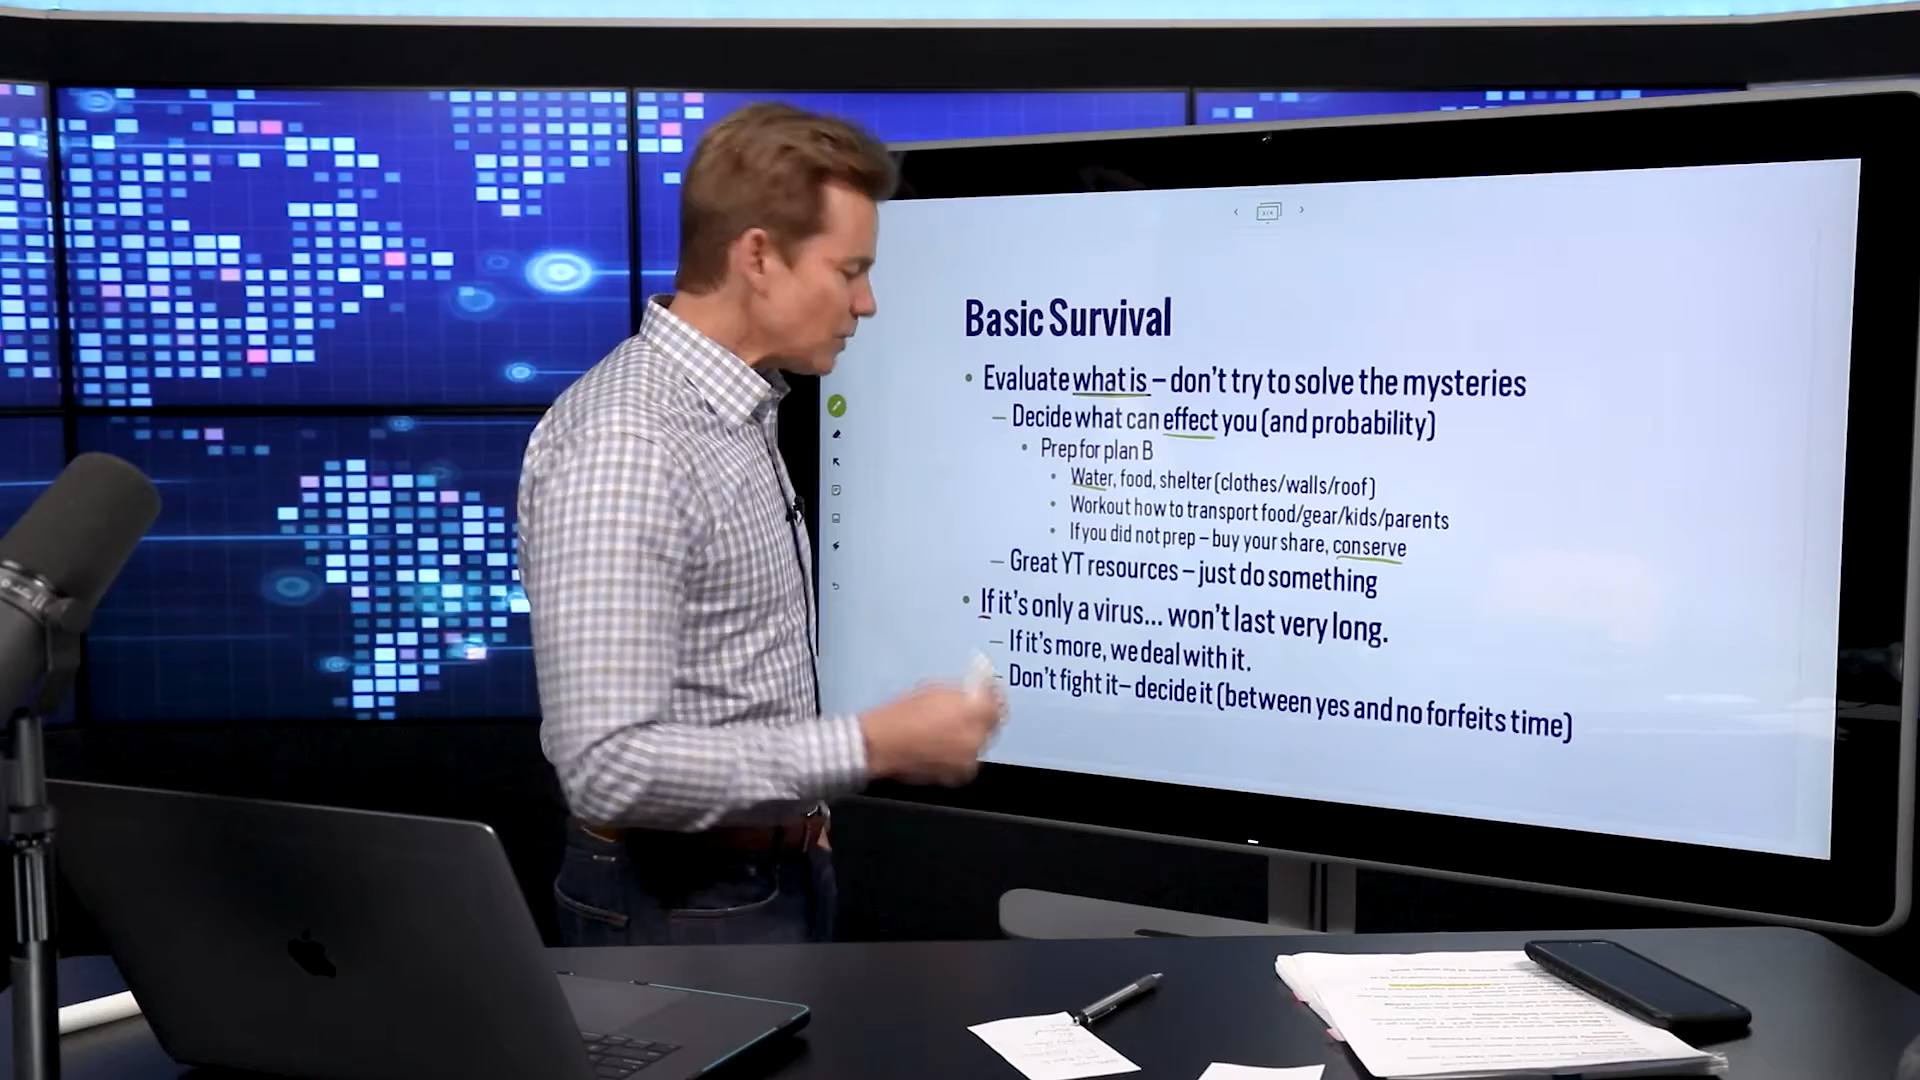 Basic Survival
• Evaluate what is – don't try to solve the mysteries
– Decide what can effect you (and probability)
• Prep for plan B
• Water, food, shelter (clothes/walls/roof)
• Workout how to transport food/gear/kids/parents
• If you did not prep – buy your share, conserve
– Great YT resources – just do something
• If it's only a virus... won't last very long.
– If it's more, we deal with it.
– Don't fight it– decide it (between yes and no forfeits time)